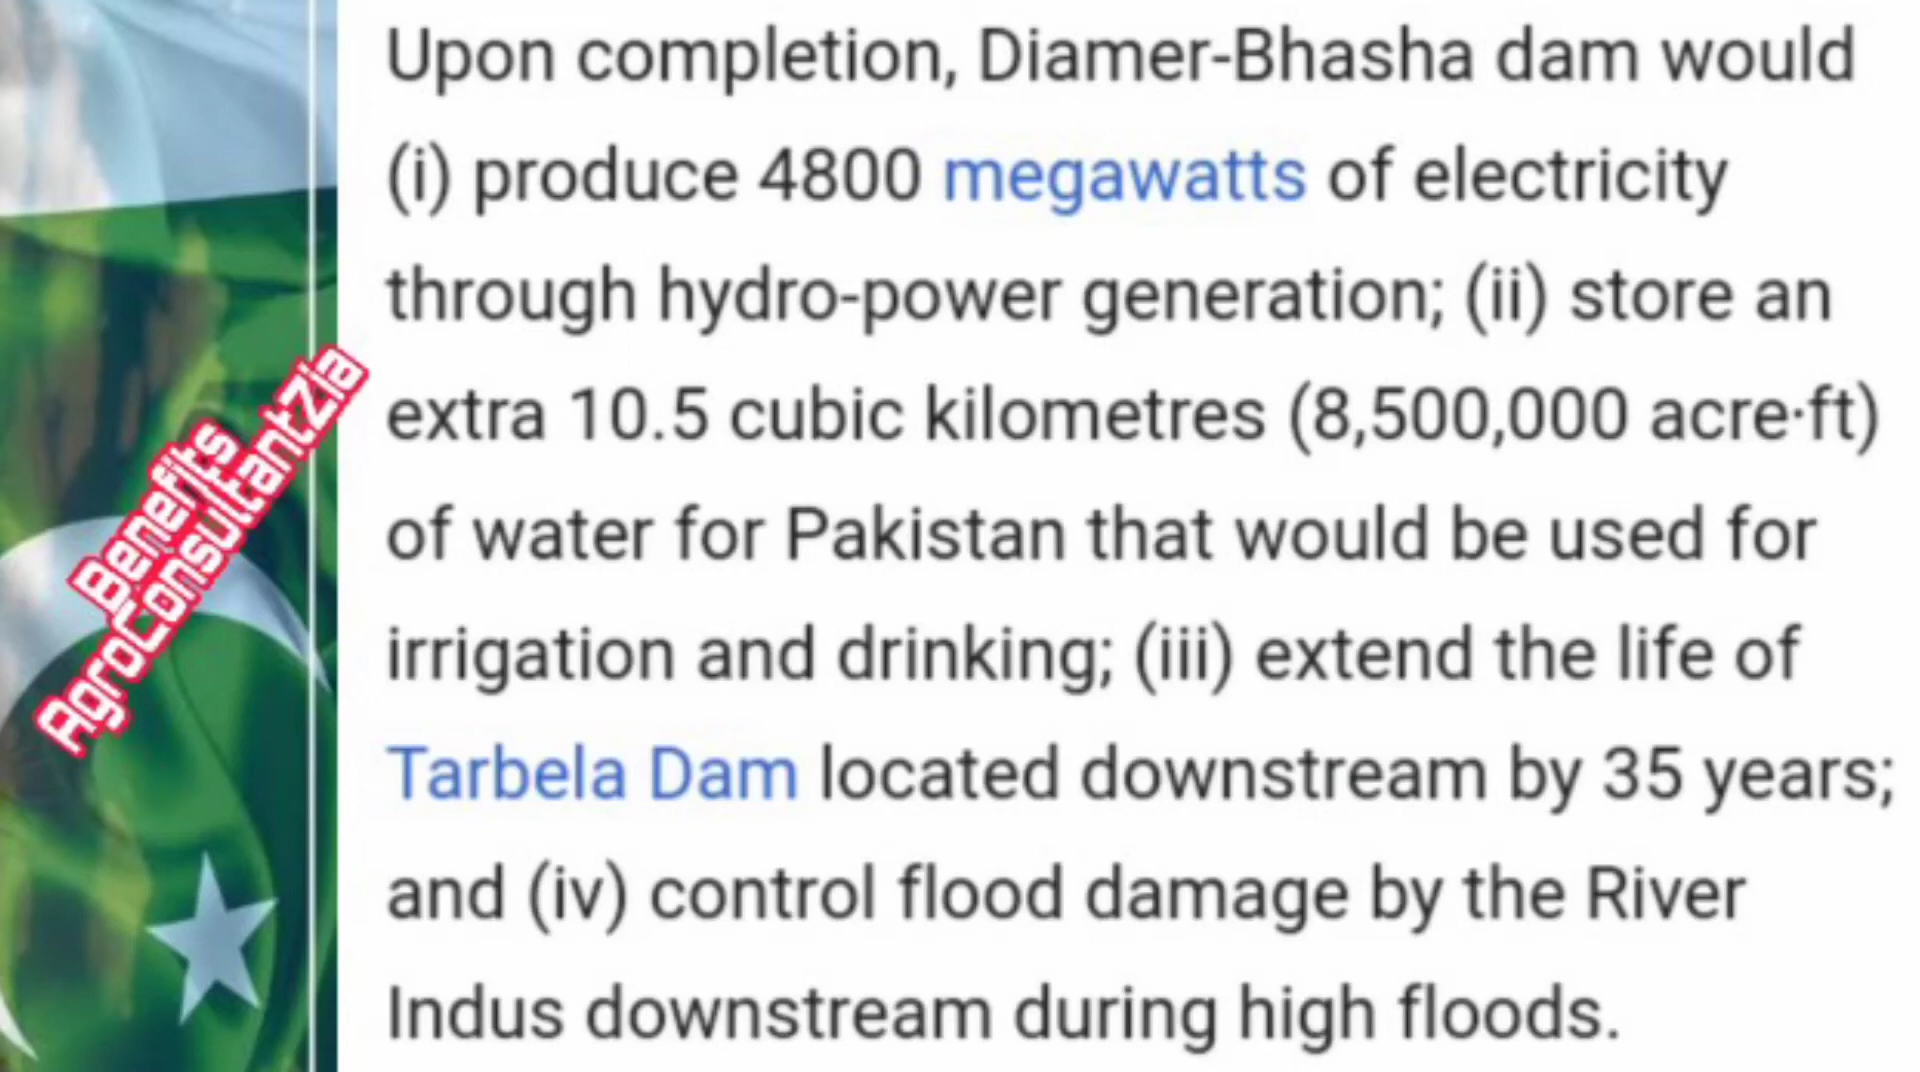 Upon completion, Diamer-Bhasha dam would
(i) produce 4800 megawatts of electricity
through hydro-power generation; (ii) store an
extra 10.5 cubic kilometres (8,500,000 acre·ft)
of water for Pakistan that would be used for
irrigation and drinking; (iii) extend the life of
Tarbela Dam located downstream by 35 years;
and (iv) control flood damage by the River
Indus downstream during high floods.
Benefits
AgroConsultantZia